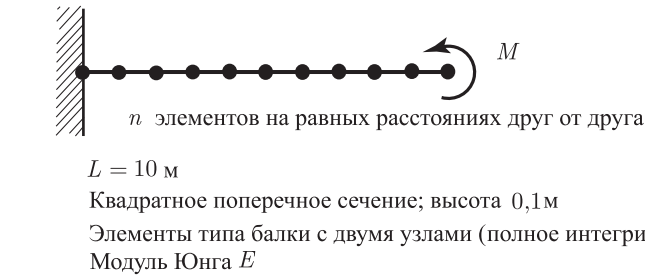 M
n элементов на равных расстояниях друг от друга
L = 10 м
Квадратное поперечное сечение; высота 0,1м
Элементы типа балки с двумя узлами (полное интегри
Модуль Юнга E